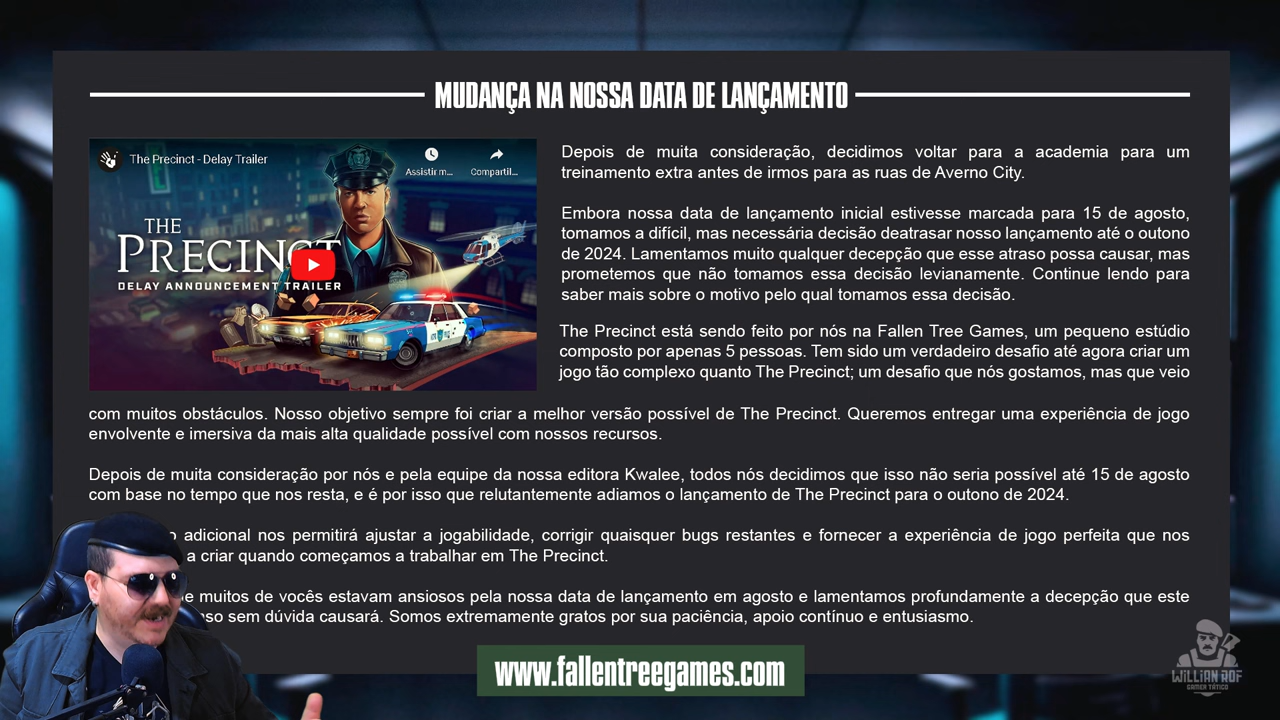 MUDANÇA NA NOSSA DATA DE LANÇAMENTO
The Precinct - Delay Trailer
Assistir m...
Compartil...
THE
PRECINCT
DELAY ANNOUNCEMENT TRAILER
Depois de muita consideração, decidimos voltar para a academia para um
treinamento extra antes de irmos para as ruas de Averno City.
Embora nossa data de lançamento inicial estivesse marcada para 15 de agosto,
tomamos a difícil, mas necessária decisão deatrasar nosso lançamento até o outono
de 2024. Lamentamos muito qualquer decepção que esse atraso possa causar, mas
prometemos que não tomamos essa decisão levianamente. Continue lendo para
saber mais sobre o motivo pelo qual tomamos essa decisão.
The Precinct está sendo feito por nós na Fallen Tree Games, um pequeno estúdio
composto por apenas 5 pessoas. Tem sido um verdadeiro desafio até agora criar um
jogo tão complexo quanto The Precinct; um desafio que nós gostamos, mas que veio
com muitos obstáculos. Nosso objetivo sempre foi criar a melhor versão possível de The Precinct. Queremos entregar uma experiência de jogo
envolvente e imersiva da mais alta qualidade possível com nossos recursos.
Depois de muita consideração por nós e pela equipe da nossa editora Kwalee, todos nós decidimos que isso não seria possível até 15 de agosto
com base no tempo que nos resta, e é por isso que relutantemente adiamos o lançamento de The Precinct para o outono de 2024.
adicional nos permitirá ajustar a jogabilidade, corrigir quaisquer bugs restantes e fornecer a experiência de jogo perfeita que nos
a criar quando começamos a trabalhar em The Precinct.
muitos de vocês estavam ansiosos pela nossa data de lançamento em agosto e lamentamos profundamente a decepção que este
sem dúvida causará. Somos extremamente gratos por sua paciência, apoio contínuo e entusiasmo.
www.fallentreegames.com
WILLIAN ROF
GAMER TÁTICO